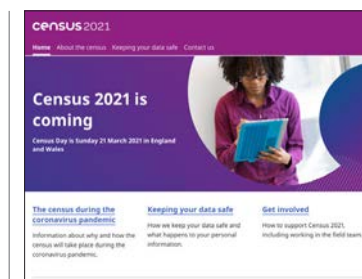 census 2021
Home About the census Keeping your data safe Contact us
Census 2021 is
coming
Census Day is Sunday 21 March 2021 in England
and Wales
The census during the
coronavirus pandemic
Information about why and how the
census will take place during the
coronavirus pandemic.
Keeping your data safe
How we keep your data safe and
what happens to your personal
information.
Get involved
How to support Census 2021,
including working in the field team.